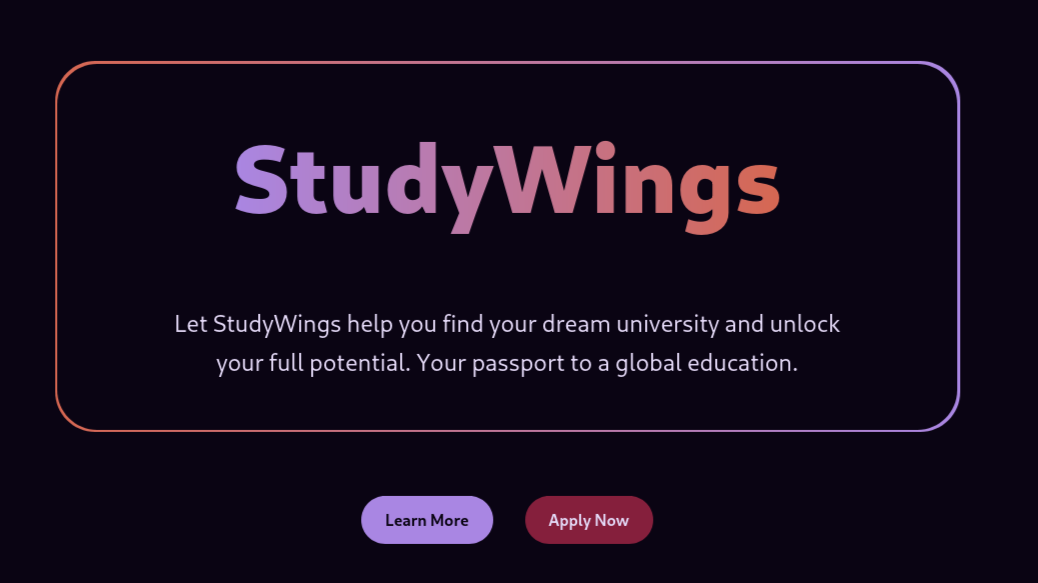 StudyWings
Let StudyWings help you find your dream university and unlock
your full potential. Your passport to a global education.
Learn More
Apply Now